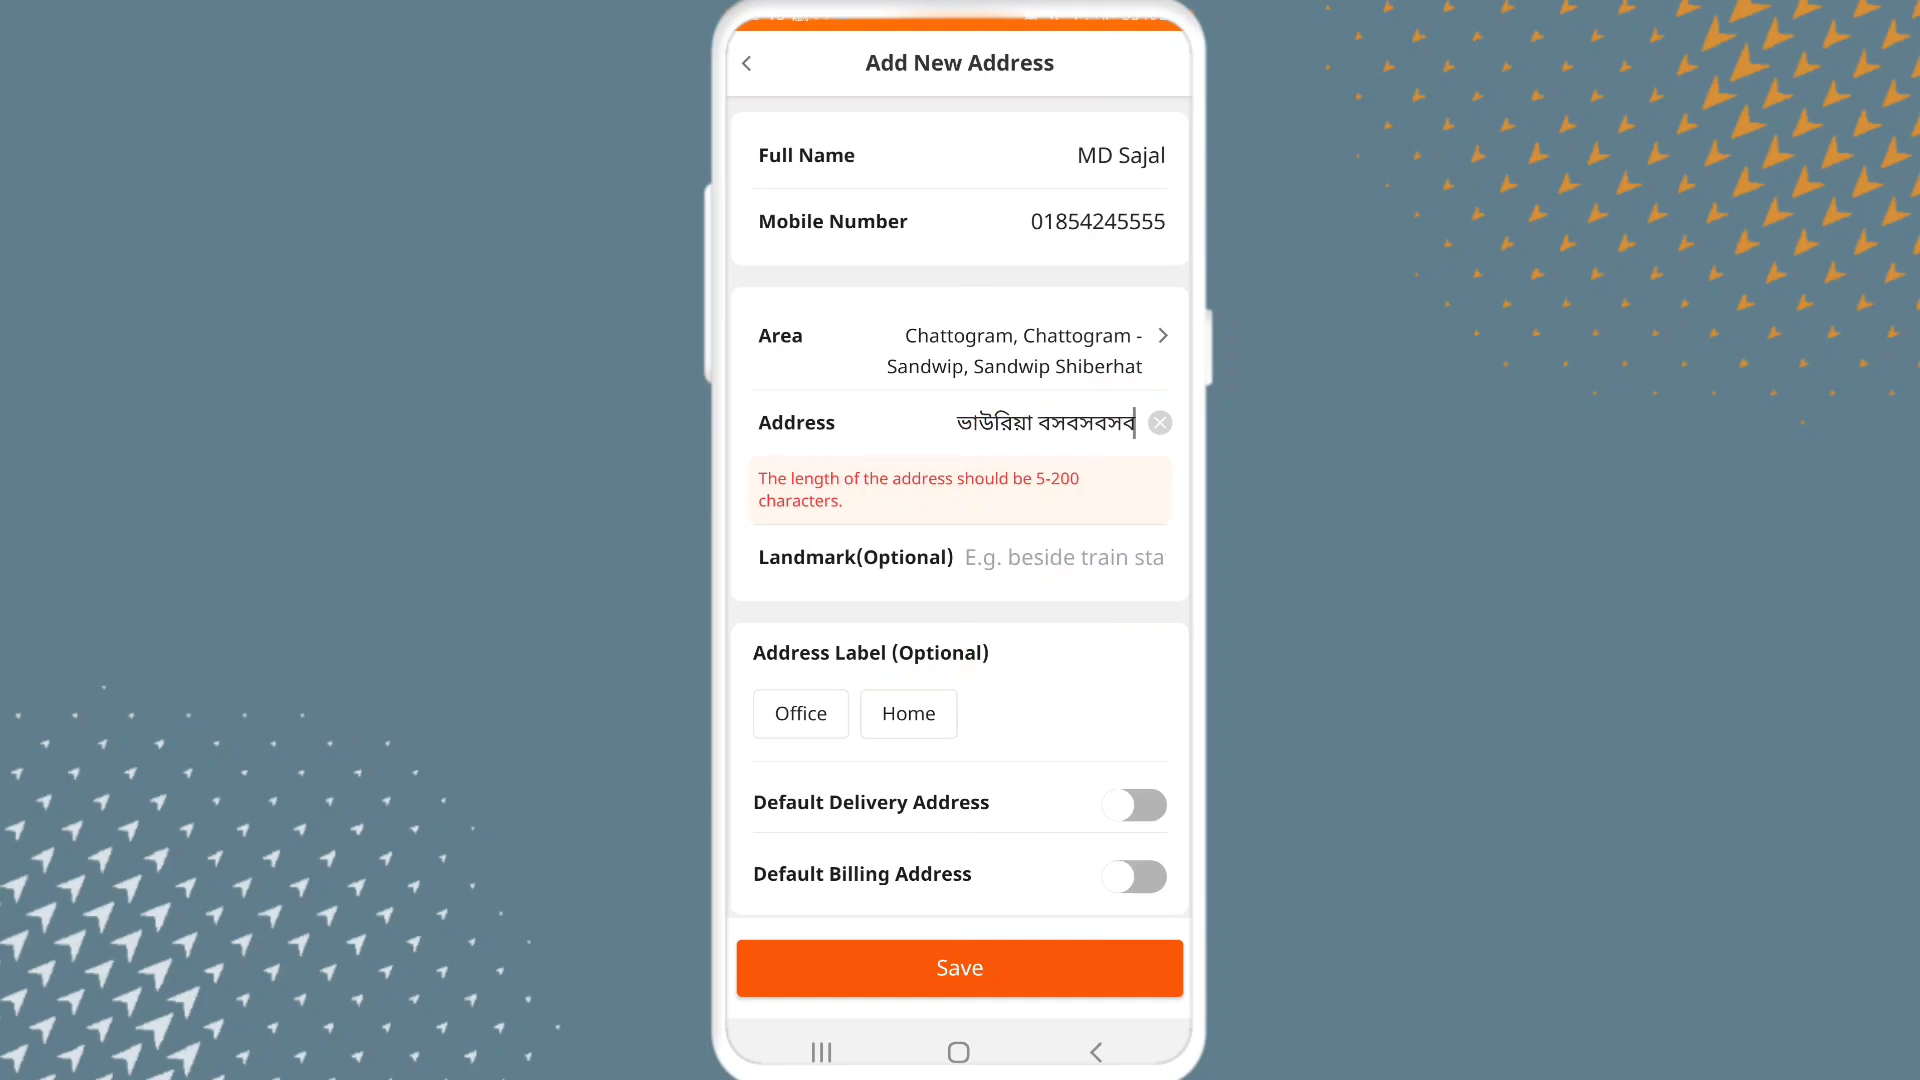 Add New Address
Full Name MD Sajal
Mobile Number 01854245555
Area Chattogram, Chattogram -
Sandwip, Sandwip Shiberhat
Address ভাউরিয়া বসবসবসব
The length of the address should be 5-200
characters.
Landmark(Optional) E.g. beside train sta
Address Label (Optional)
Office Home
Default Delivery Address
Default Billing Address
Save